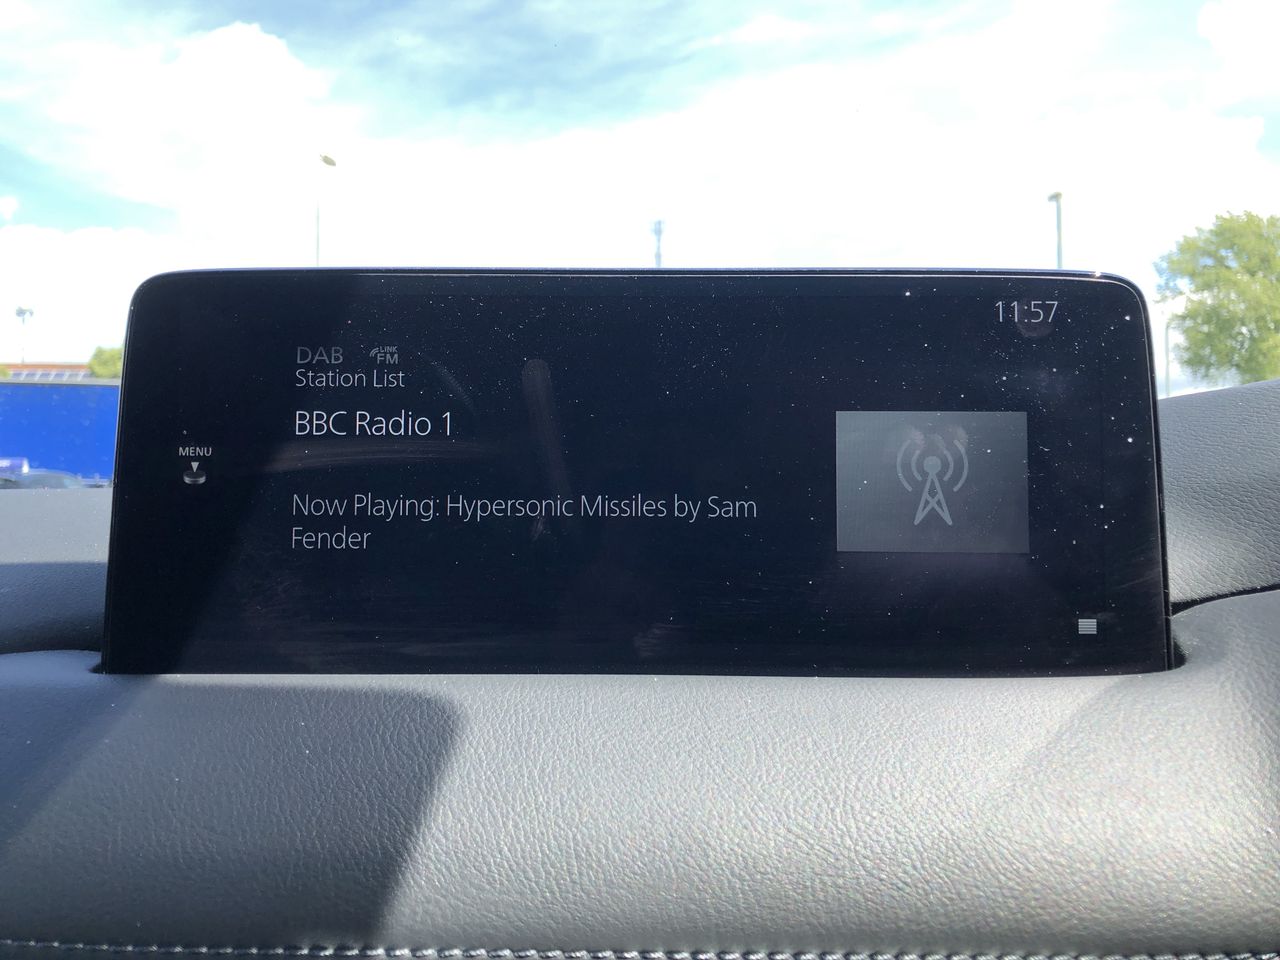 11:57
DAB LINK FM
Station List
BBC Radio 1
MENU
Now Playing: Hypersonic Missiles by Sam
Fender